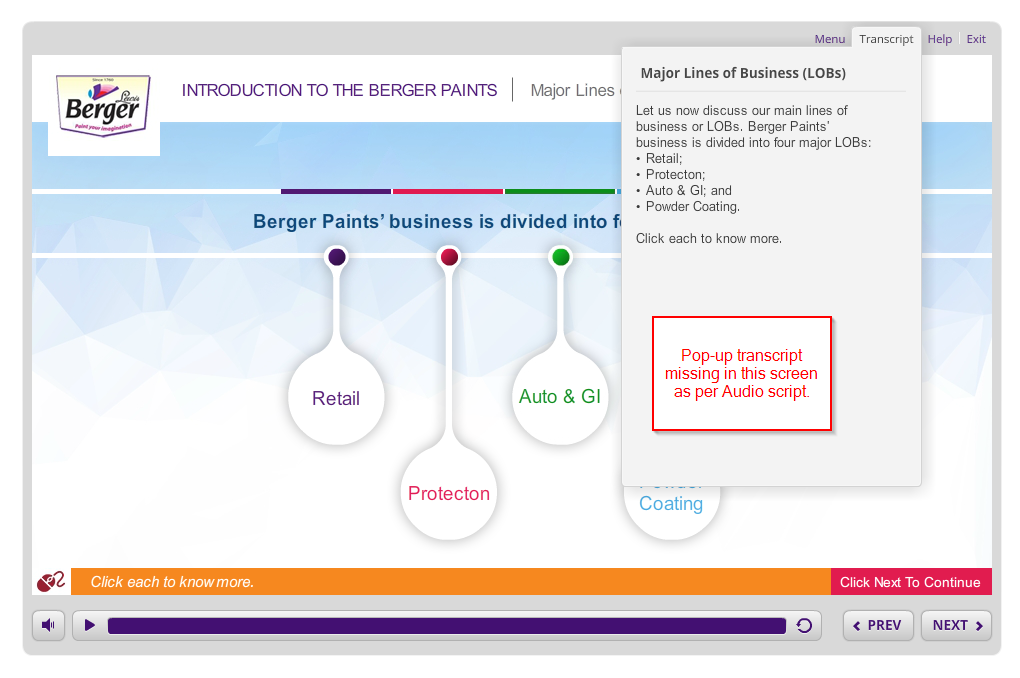 Menu
Transcript
Help
Exit
Since 1760
Lewis
Berger
Paint your imagination
INTRODUCTION TO THE BERGER PAINTS
Major Lines
Major Lines of Business (LOBs)
Let us now discuss our main lines of
business or LOBs. Berger Paints'
business is divided into four major LOBs:
• Retail;
• Protecton;
• Auto & GI; and
• Powder Coating.
Click each to know more.
Berger Paints' business is divided into
Retail
Protecton
Auto & GI
Coating
Pop-up transcript
missing in this screen
as per Audio script.
Click each to know more.
Click Next To Continue
PREV
NEXT